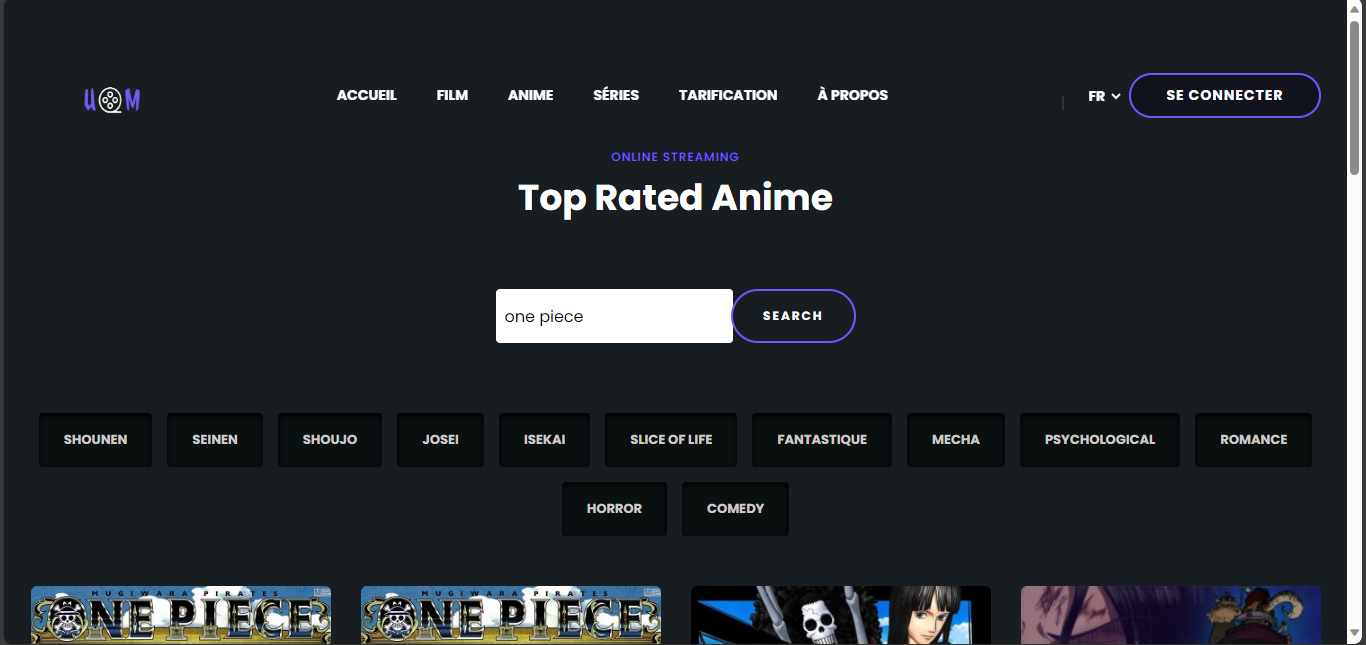 U M
ACCUEIL FILM ANIME SÉRIES TARIFICATION À PROPOS FR SE CONNECTER
ONLINE STREAMING
Top Rated Anime
one piece SEARCH
SHOUNEN SEINEN SHOUJO JOSEI ISEKAI SLICE OF LIFE FANTASTIQUE MECHA PSYCHOLOGICAL ROMANCE
HORROR COMEDY
MUGIWARA PIRATES MUGIWARA PIRATES
ONE PIECE ONE PIECE